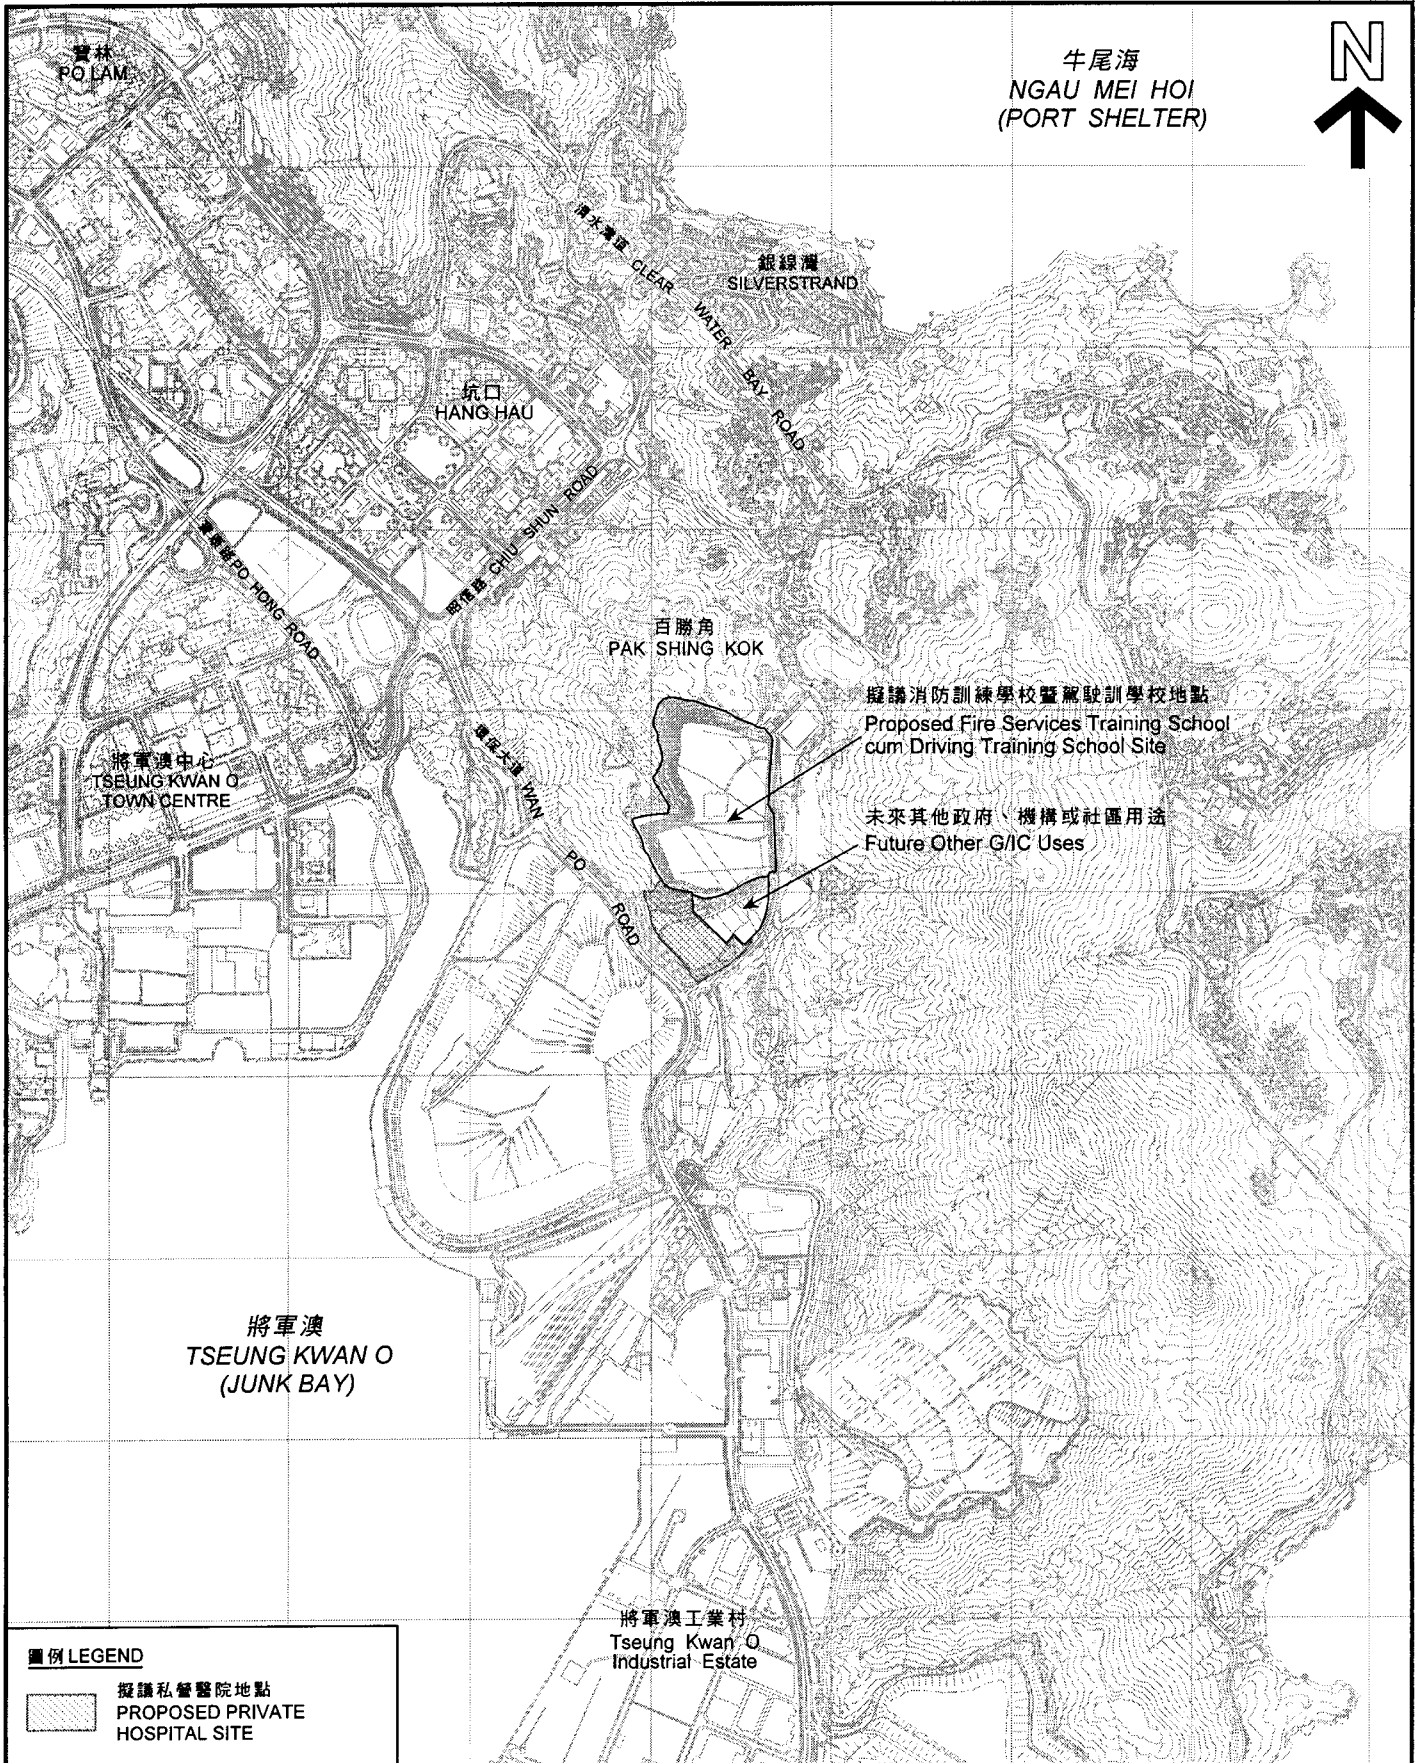 寶林
PO LAM
牛尾海
NGAU MEI HOI
(PORT SHELTER)
N
清水灣道 CLEAR WATER BAY ROAD
銀線灣
SILVERSTRAND
坑口
HANG HAU
昭信路 CHIU SHUN ROAD
寶康路 PO HONG ROAD
百勝角
PAK SHING KOK
擬議消防訓練學校暨駕駛訓學校地點
Proposed Fire Services Training School
cum Driving Training School Site
將軍澳中心
TSEUNG KWAN O
TOWN CENTRE
環保大道 WAN PO ROAD
未來其他政府、機構或社區用途
Future Other G/IC Uses
將軍澳
TSEUNG KWAN O
(JUNK BAY)
將軍澳工業村
Tseung Kwan O
Industrial Estate
圖例 LEGEND
擬議私營醫院地點
PROPOSED PRIVATE
HOSPITAL SITE